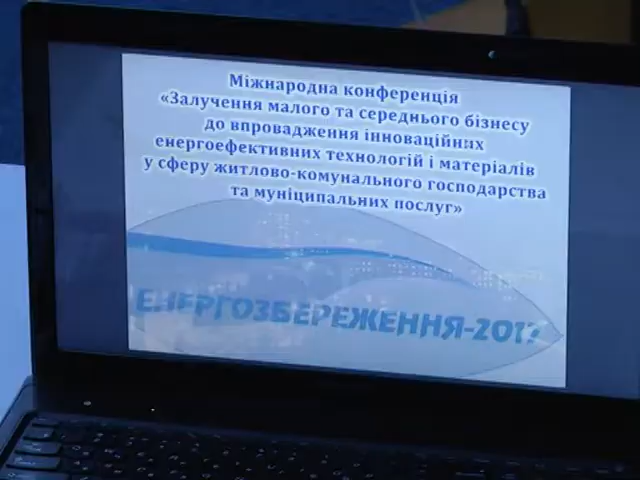 Міжнародна конференція
«Залучення малого та середнього бізнесу
до впровадження інноваційних
енергоефективних технологій і матеріалів
у сферу житлово-комунального господарства
та муніципальних послуг»
ЕНЕРГОЗБЕРЕЖЕННЯ-2017